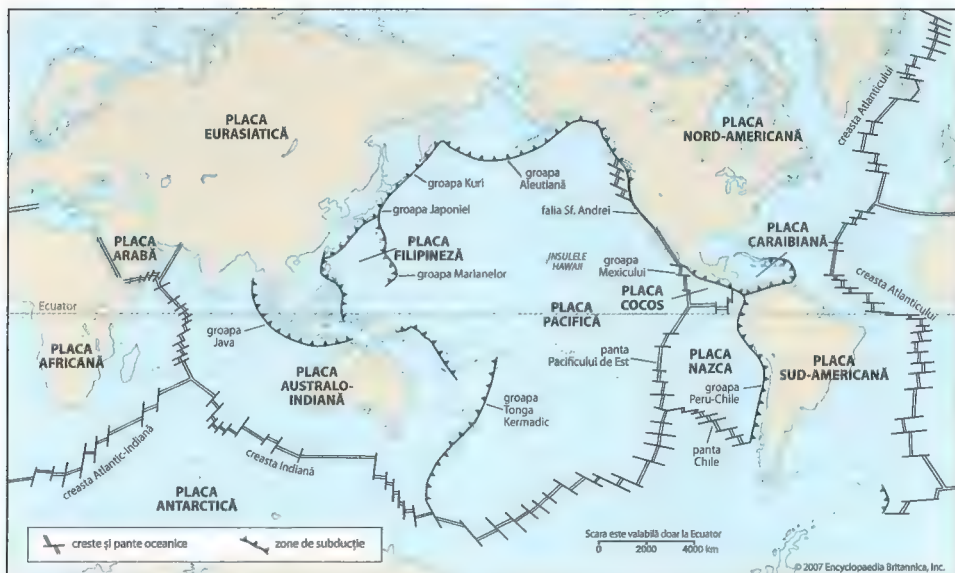 PLACA
EURASIATICĂ
PLACA
NORD-AMERICANĂ
creasta Atlanticului
groapa Kuri
groapa
Aleutiană
groapa Japoniei
falia Sf. Andrei
PLACA
ARABĂ
PLACA
FILIPINEZĂ
groapa Marianelor
INSULELE
HAWAII
groapa
Mexicului
PLACA
CARAIBIANĂ
Ecuator
PLACA
COCOS
creasta Atlanticului
PLACA
PACIFICĂ
groapa
Java
PLACA
AFRICANĂ
PLACA
AUSTRALO-
INDIANĂ
panta
Pacificului de Est
PLACA
NAZCA
PLACA
SUD-AMERICANĂ
groapa
Peru-Chile
groapa
Tonga
Kermadic
panta
Chile
creasta Atlantic-Indiană
creasta Indiană
PLACA
ANTARCTICĂ
creste și pante oceanice
zone de subducție
Scara este valabilă doar la Ecuator
0 2000 4000 km
© 2007 Encyclopaedia Britannica, Inc.